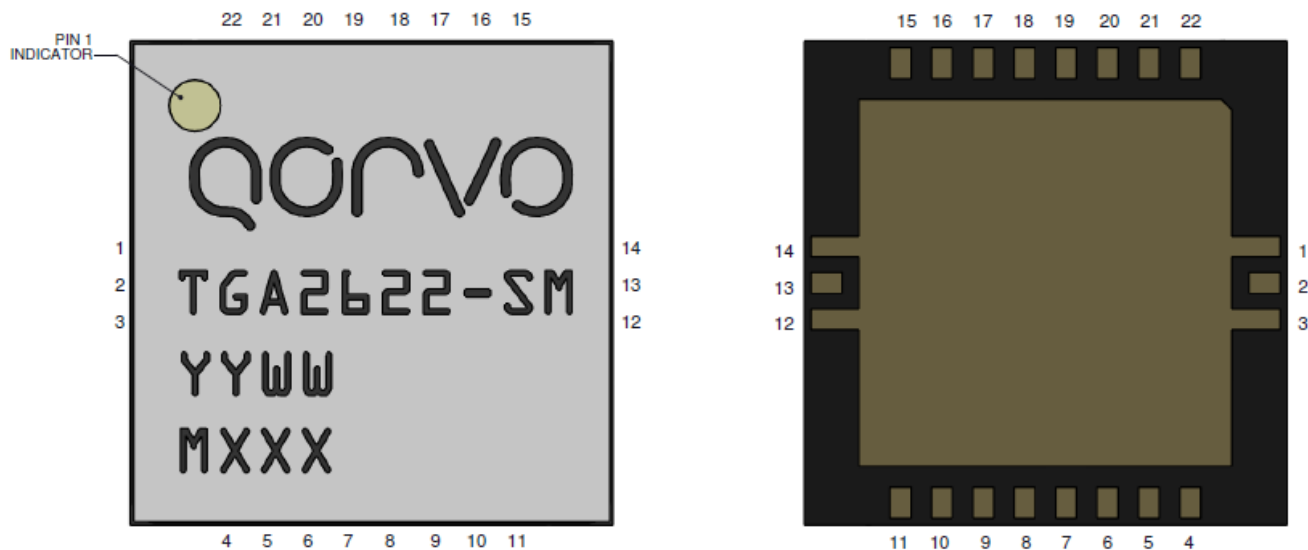 22 21 20 19 18 17 16 15
15 16 17 18 19 20 21 22
PIN 1
INDICATOR
QORVO
1 14
2 TGA2622-SM 13
3 12
YYWW
MXXX
14 1
13 2
12 3
4 5 6 7 8 9 10 11
11 10 9 8 7 6 5 4